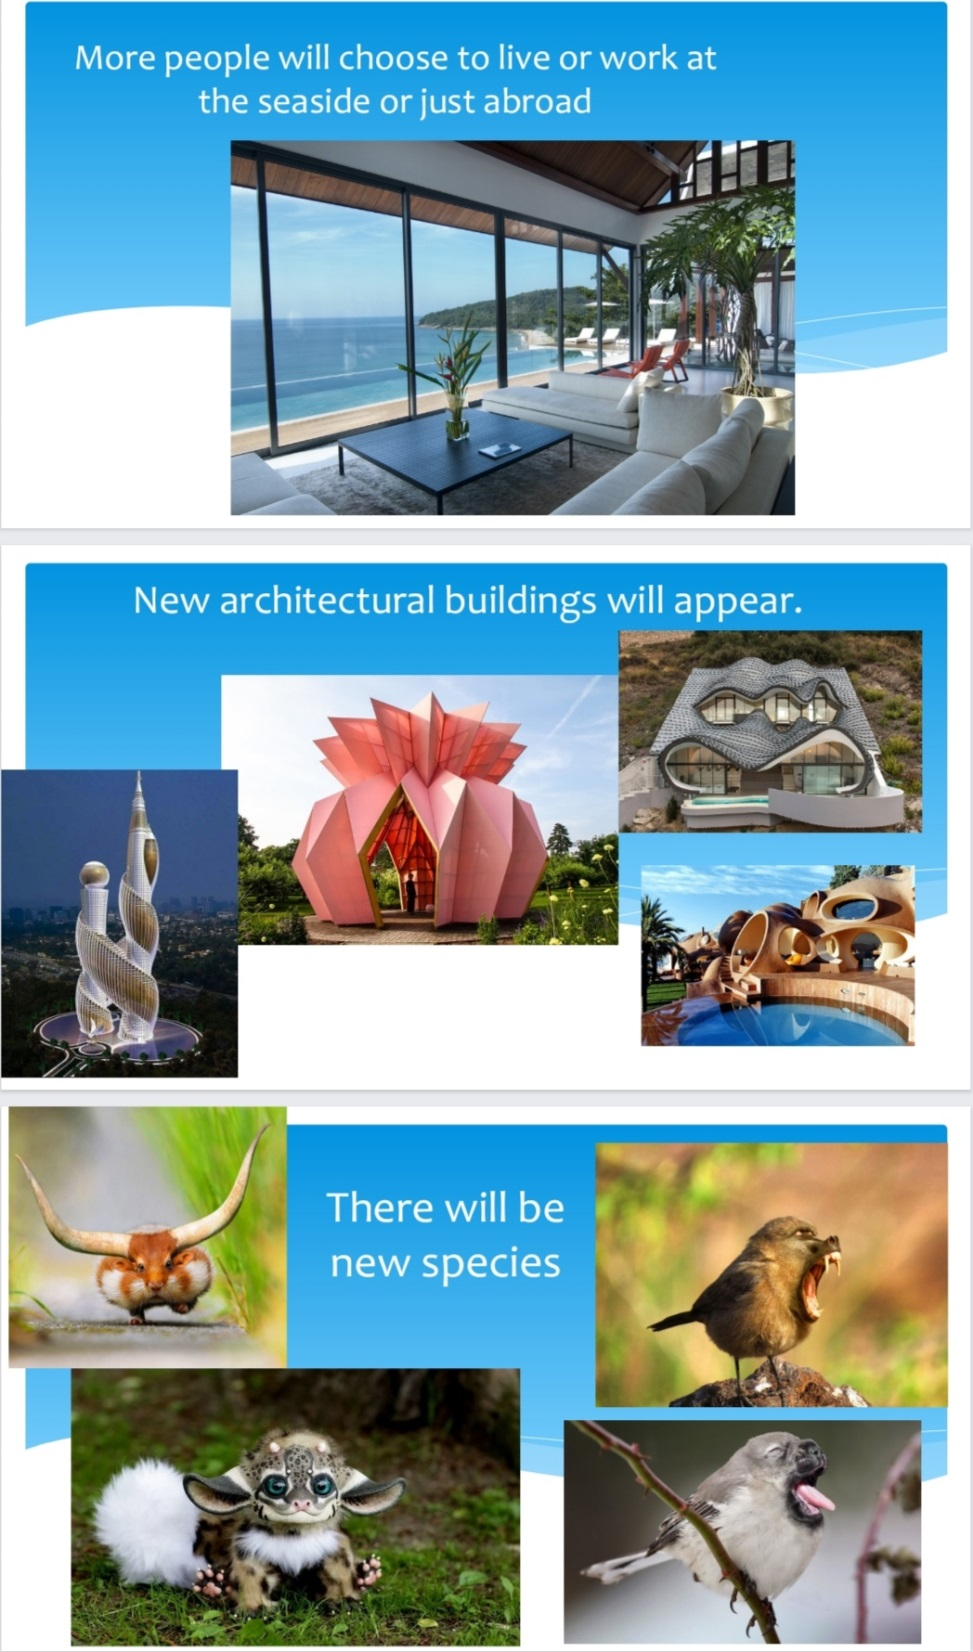 More people will choose to live or work at
the seaside or just abroad
New architectural buildings will appear.
There will be
new species